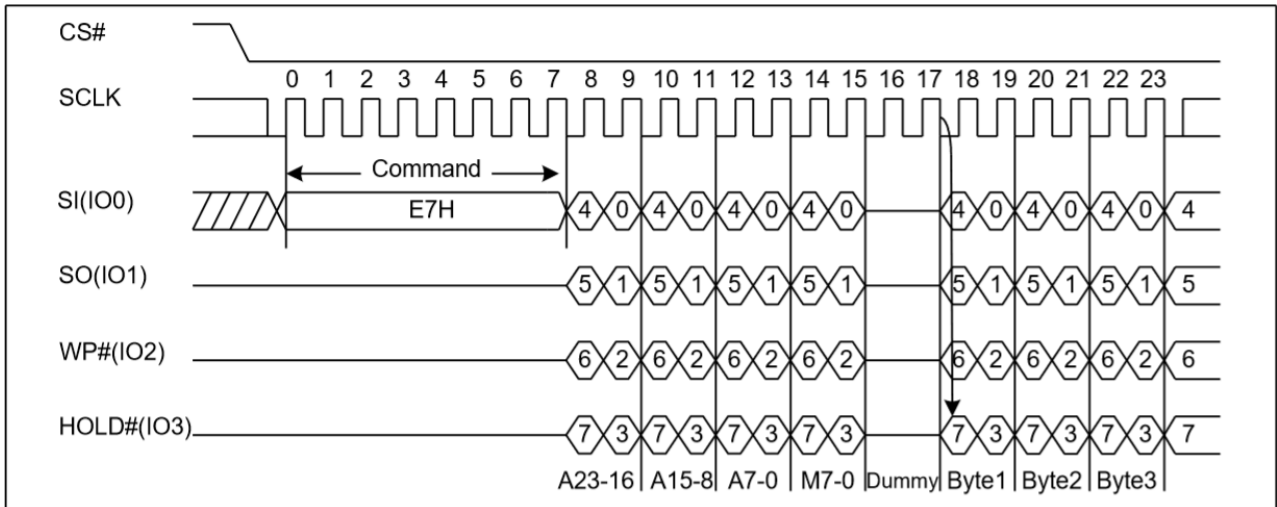 CS#
0 1 2 3 4 5 6 7 8 9 10 11 12 13 14 15 16 17 18 19 20 21 22 23
SCLK
Command
SI(IO0) E7H 4 0 4 0 4 0 4 0 4 0 4 0 4 0 4
SO(IO1) 5 1 5 1 5 1 5 1 5 1 5 1 5 1 5
WP#(IO2) 6 2 6 2 6 2 6 2 6 2 6 2 6 2 6
HOLD#(IO3) 7 3 7 3 7 3 7 3 7 3 7 3 7 3 7
A23-16 A15-8 A7-0 M7-0 Dummy Byte1 Byte2 Byte3